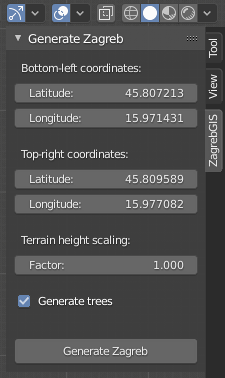 Generate Zagreb
Bottom-left coordinates:
Latitude: 45.807213
Longitude: 15.971431
Top-right coordinates:
Latitude: 45.809589
Longitude: 15.977082
Terrain height scaling:
Factor: 1.000
Generate trees
Generate Zagreb
Tool
View
ZagrebGIS